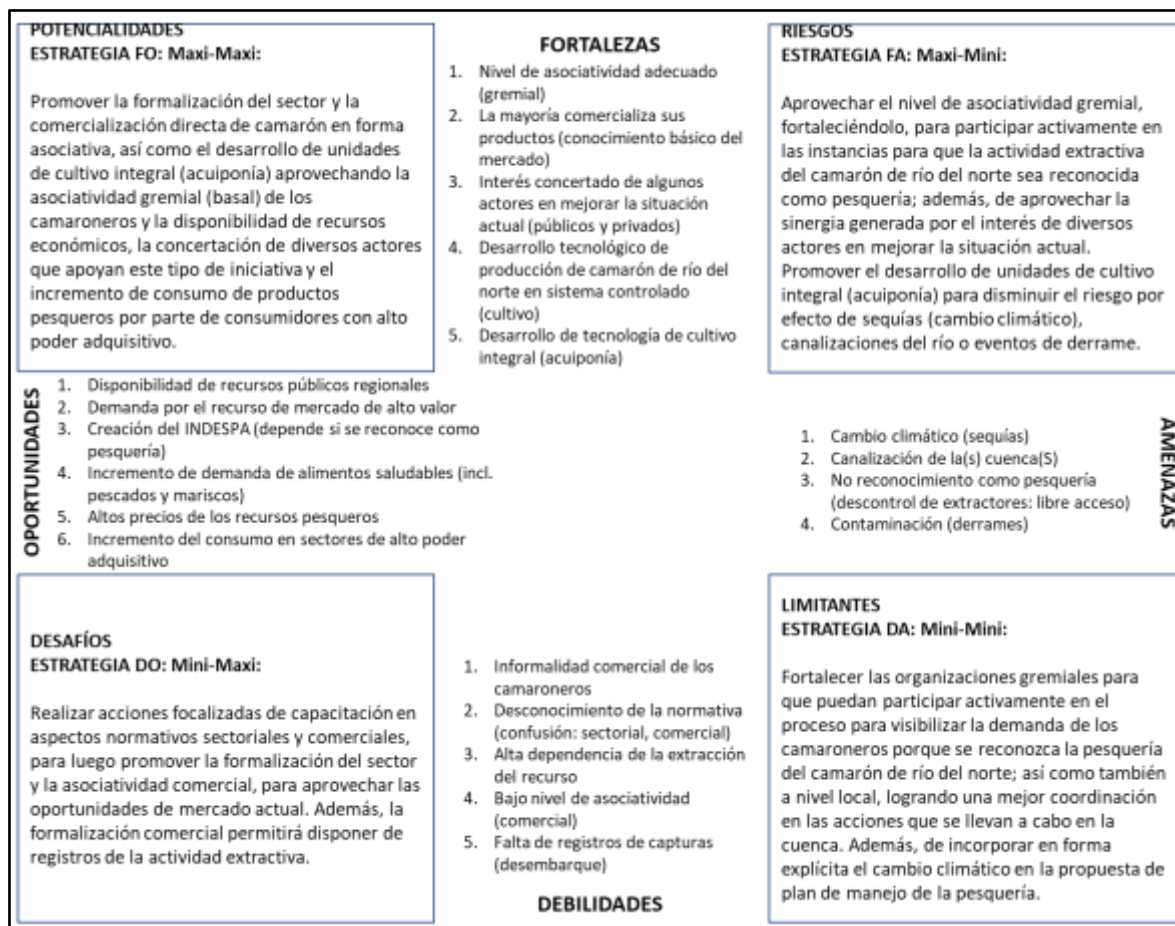 POTENCIALIDADES
ESTRATEGIA FO: Maxi-Maxi:
Promover la formalización del sector y la
comercialización directa de camarón en forma
asociativa, así como el desarrollo de unidades
de cultivo integral (acuiponía) aprovechando la
asociatividad gremial (basal) de los
camaroneros y la disponibilidad de recursos
económicos, la concertación de diversos actores
que apoyan este tipo de iniciativa y el
incremento de consumo de productos
pesqueros por parte de consumidores con alto
poder adquisitivo.
FORTALEZAS
1. Nivel de asociatividad adecuado
(gremial)
2. La mayoría comercializa sus
productos (conocimiento básico del
mercado)
3. Interés concertado de algunos
actores en mejorar la situación
actual (públicos y privados)
4. Desarrollo tecnológico de
producción de camarón de río del
norte en sistema controlado
(cultivo)
5. Desarrollo de tecnología de cultivo
integral (acuiponía)
RIESGOS
ESTRATEGIA FA: Maxi-Mini:
Aprovechar el nivel de asociatividad gremial,
fortaleciéndolo, para participar activamente en
las instancias para que la actividad extractiva
del camarón de río del norte sea reconocida
como pesquería; además, de aprovechar la
sinergia generada por el interés de diversos
actores en mejorar la situación actual.
Promover el desarrollo de unidades de cultivo
integral (acuiponía) para disminuir el riesgo por
efecto de sequías (cambio climático),
canalizaciones del río o eventos de derrame.
OPORTUNIDADES
1. Disponibilidad de recursos públicos regionales
2. Demanda por el recurso de mercado de alto valor
3. Creación del INDESPA (depende si se reconoce como
pesquería)
4. Incremento de demanda de alimentos saludables (incl.
pescados y mariscos)
5. Altos precios de los recursos pesqueros
6. Incremento del consumo en sectores de alto poder
adquisitivo
1. Cambio climático (sequías)
2. Canalización de la(s) cuenca(S)
3. No reconocimiento como pesquería
(descontrol de extractores: libre acceso)
4. Contaminación (derrames)
AMENAZAS
DESAFÍOS
ESTRATEGIA DO: Mini-Maxi:
Realizar acciones focalizadas de capacitación en
aspectos normativos sectoriales y comerciales,
para luego promover la formalización del sector
y la asociatividad comercial, para aprovechar las
oportunidades de mercado actual. Además, la
formalización comercial permitirá disponer de
registros de la actividad extractiva.
1. Informalidad comercial de los
camaroneros
2. Desconocimiento de la normativa
(confusión: sectorial, comercial)
3. Alta dependencia de la extracción
del recurso
4. Bajo nivel de asociatividad
(comercial)
5. Falta de registros de capturas
(desembarque)
DEBILIDADES
LIMITANTES
ESTRATEGIA DA: Mini-Mini:
Fortalecer las organizaciones gremiales para
que puedan participar activamente en el
proceso para visibilizar la demanda de los
camaroneros porque se reconozca la pesquería
del camarón de río del norte; así como también
a nivel local, logrando una mejor coordinación
en las acciones que se llevan a cabo en la
cuenca. Además, de incorporar en forma
explícita el cambio climático en la propuesta de
plan de manejo de la pesquería.